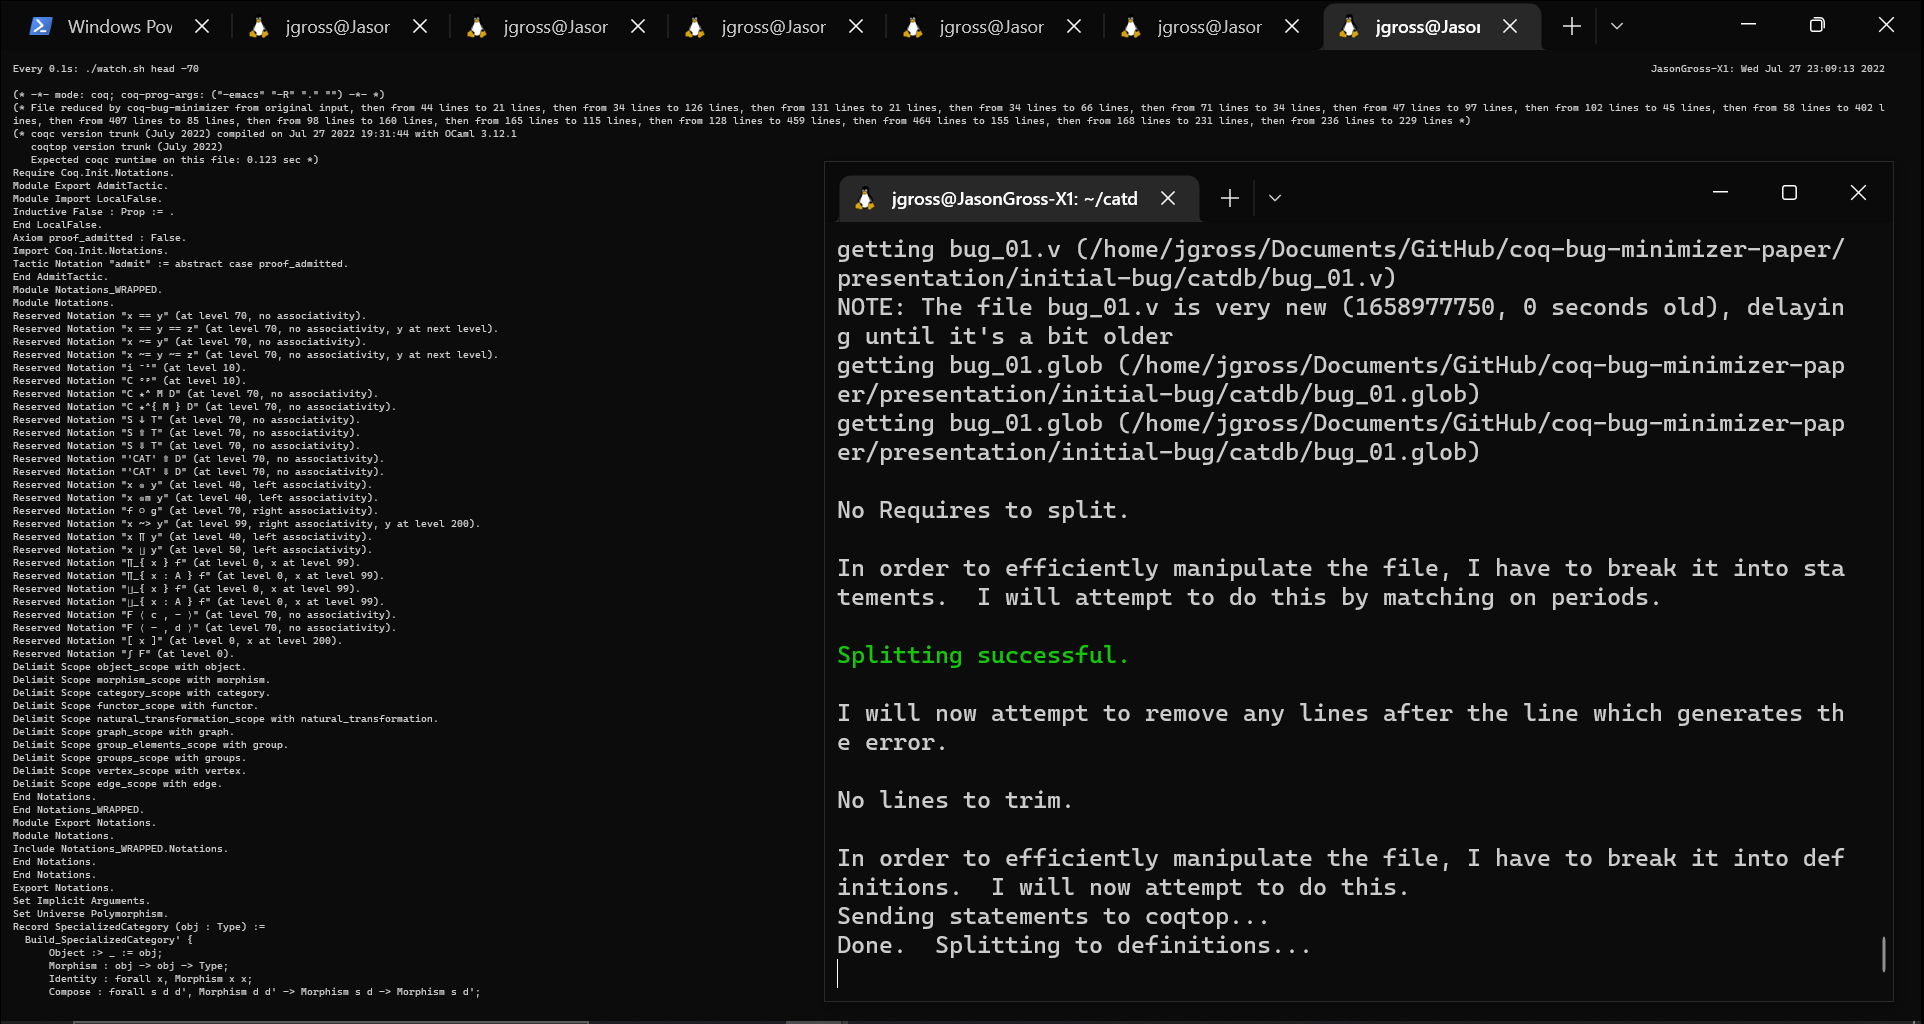 Windows Pov
jgross@Jasor
jgross@Jasor
jgross@Jasor
jgross@Jasor
jgross@Jasor
jgross@Jasor
Every 0.1s: ./watch.sh head -70
JasonGross-X1: Wed Jul 27 23:09:13 2022
(* -*- mode: coq; coq-prog-args: ("-emacs" "-R" "." "") -*- *)
(* File reduced by coq-bug-minimizer from original input, then from 44 lines to 21 lines, then from 34 lines to 126 lines, then from 131 lines to 21 lines, then from 34 lines to 66 lines, then from 71 lines to 34 lines, then from 47 lines to 97 lines, then from 102 lines to 45 lines, then from 58 lines to 402 l
ines, then from 407 lines to 85 lines, then from 98 lines to 160 lines, then from 165 lines to 115 lines, then from 128 lines to 459 lines, then from 464 lines to 155 lines, then from 168 lines to 231 lines, then from 236 lines to 229 lines *)
(* coqc version trunk (July 2022) compiled on Jul 27 2022 19:31:44 with OCaml 3.12.1
coqtop version trunk (July 2022)
Expected coqc runtime on this file: 0.123 sec *)
Require Coq.Init.Notations.
Module Export AdmitTactic.
Module Import LocalFalse.
Inductive False : Prop := .
End LocalFalse.
Axiom proof_admitted : False.
Import Coq.Init.Notations.
Tactic Notation "admit" := abstract case proof_admitted.
End AdmitTactic.
Module Notations_WRAPPED.
Module Notations.
Reserved Notation "x == y" (at level 70, no associativity).
Reserved Notation "x == y == z" (at level 70, no associativity, y at next level).
Reserved Notation "x ~= y" (at level 70, no associativity).
Reserved Notation "x ~= y ~= z" (at level 70, no associativity, y at next level).
Reserved Notation "i ⁻¹" (at level 10).
Reserved Notation "C ᵒᵖ" (at level 10).
Reserved Notation "C ★^ M D" (at level 70, no associativity).
Reserved Notation "C ★^{ M } D" (at level 70, no associativity).
Reserved Notation "S ↓ T" (at level 70, no associativity).
Reserved Notation "S ⇑ T" (at level 70, no associativity).
Reserved Notation "S ⇓ T" (at level 70, no associativity).
Reserved Notation "'CAT' ⇑ D" (at level 70, no associativity).
Reserved Notation "'CAT' ⇓ D" (at level 70, no associativity).
Reserved Notation "x ⊗ y" (at level 40, left associativity).
Reserved Notation "x ⊗m y" (at level 40, left associativity).
Reserved Notation "f ○ g" (at level 70, right associativity).
Reserved Notation "x ~> y" (at level 99, right associativity, y at level 200).
Reserved Notation "x ∏ y" (at level 40, left associativity).
Reserved Notation "x ∐ y" (at level 50, left associativity).
Reserved Notation "∏_{ x } f" (at level 0, x at level 99).
Reserved Notation "∏_{ x : A } f" (at level 0, x at level 99).
Reserved Notation "∐_{ x } f" (at level 0, x at level 99).
Reserved Notation "∐_{ x : A } f" (at level 0, x at level 99).
Reserved Notation "F ⟨ c , - ⟩" (at level 70, no associativity).
Reserved Notation "F ⟨ - , d ⟩" (at level 70, no associativity).
Reserved Notation "[ x ]" (at level 0, x at level 200).
Reserved Notation "∫ F" (at level 0).
Delimit Scope object_scope with object.
Delimit Scope morphism_scope with morphism.
Delimit Scope category_scope with category.
Delimit Scope functor_scope with functor.
Delimit Scope natural_transformation_scope with natural_transformation.
Delimit Scope graph_scope with graph.
Delimit Scope group_elements_scope with group.
Delimit Scope groups_scope with groups.
Delimit Scope vertex_scope with vertex.
Delimit Scope edge_scope with edge.
End Notations.
End Notations_WRAPPED.
Module Export Notations.
Module Notations.
Include Notations_WRAPPED.Notations.
End Notations.
End Notations.
Export Notations.
Set Implicit Arguments.
Set Universe Polymorphism.
Record SpecializedCategory (obj : Type) :=
Build_SpecializedCategory' {
Object :> _ := obj;
Morphism : obj -> obj -> Type;
Identity : forall x, Morphism x x;
Compose : forall s d d', Morphism d d' -> Morphism s d -> Morphism s d';
jgross@JasonGross-X1: ~/catd
getting bug_01.v (/home/jgross/Documents/GitHub/coq-bug-minimizer-paper/
presentation/initial-bug/catdb/bug_01.v)
NOTE: The file bug_01.v is very new (1658977750, 0 seconds old), delayin
g until it's a bit older
getting bug_01.glob (/home/jgross/Documents/GitHub/coq-bug-minimizer-pap
er/presentation/initial-bug/catdb/bug_01.glob)
getting bug_01.glob (/home/jgross/Documents/GitHub/coq-bug-minimizer-pap
er/presentation/initial-bug/catdb/bug_01.glob)
No Requires to split.
In order to efficiently manipulate the file, I have to break it into sta
tements.  I will attempt to do this by matching on periods.
Splitting successful.
I will now attempt to remove any lines after the line which generates th
e error.
No lines to trim.
In order to efficiently manipulate the file, I have to break it into def
initions.  I will now attempt to do this.
Sending statements to coqtop...
Done.  Splitting to definitions...